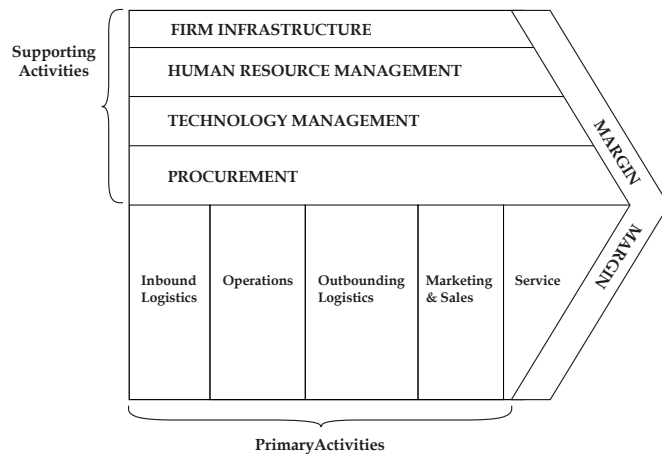 FIRM INFRASTRUCTURE
Supporting
Activities
HUMAN RESOURCE MANAGEMENT
TECHNOLOGY MANAGEMENT
PROCUREMENT
MARGIN
MARGIN
Inbound
Logistics
Operations
Outbounding
Logistics
Marketing
& Sales
Service
PrimaryActivities